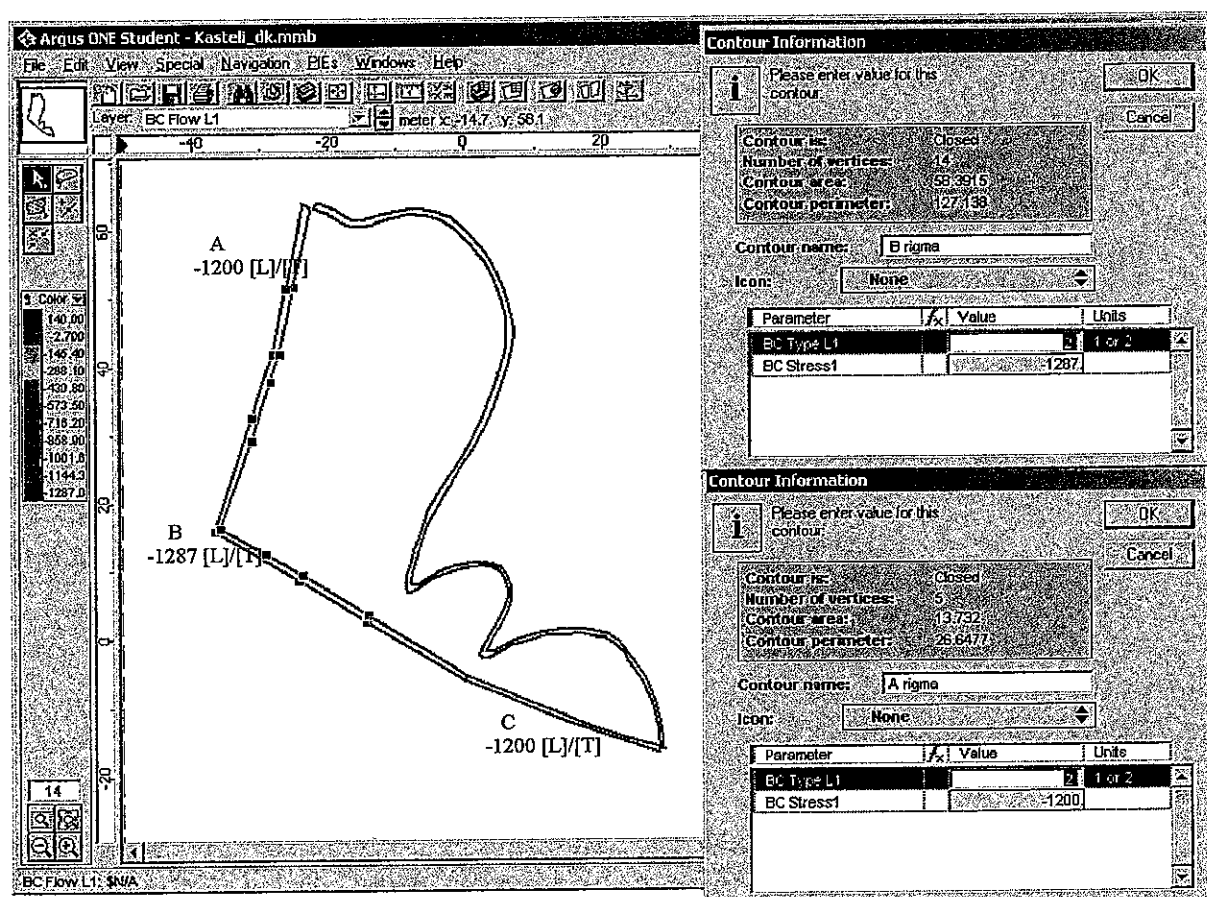 Argus ONE Student - Kasteli_dk.mmb
File Edit View Special Navigation PIEs Windows Help
Layer: BC Flow L1 meter x: -14.7 y: 58.1
-40 -20 0 20
60
40
20
0
-20
Color
140.00
-2.700
-145.40
-288.10
-430.80
-573.50
-716.20
-858.90
-1001.6
-1144.3
-1287.0
A
-1200 [L]/[T]
B
-1287 [L]/[T]
C
-1200 [L]/[T]
14
BC Flow L1: $N/A
Contour Information
Please enter value for this
contour:
OK
Cancel
Contour is: Closed
Number of vertices: 14
Contour area: 58.3915
Contour perimeter: 127.138
Contour name: B rigma
Icon: None
Parameter fx Value Units
BC Type L1 2 1 or 2
BC Stress1 -1287.
Contour Information
Please enter value for this
contour:
OK
Cancel
Contour is: Closed
Number of vertices: 5
Contour area: 13.732
Contour perimeter: 26.6477
Contour name: A rigma
Icon: None
Parameter fx Value Units
BC Type L1 2 1 or 2
BC Stress1 -1200.